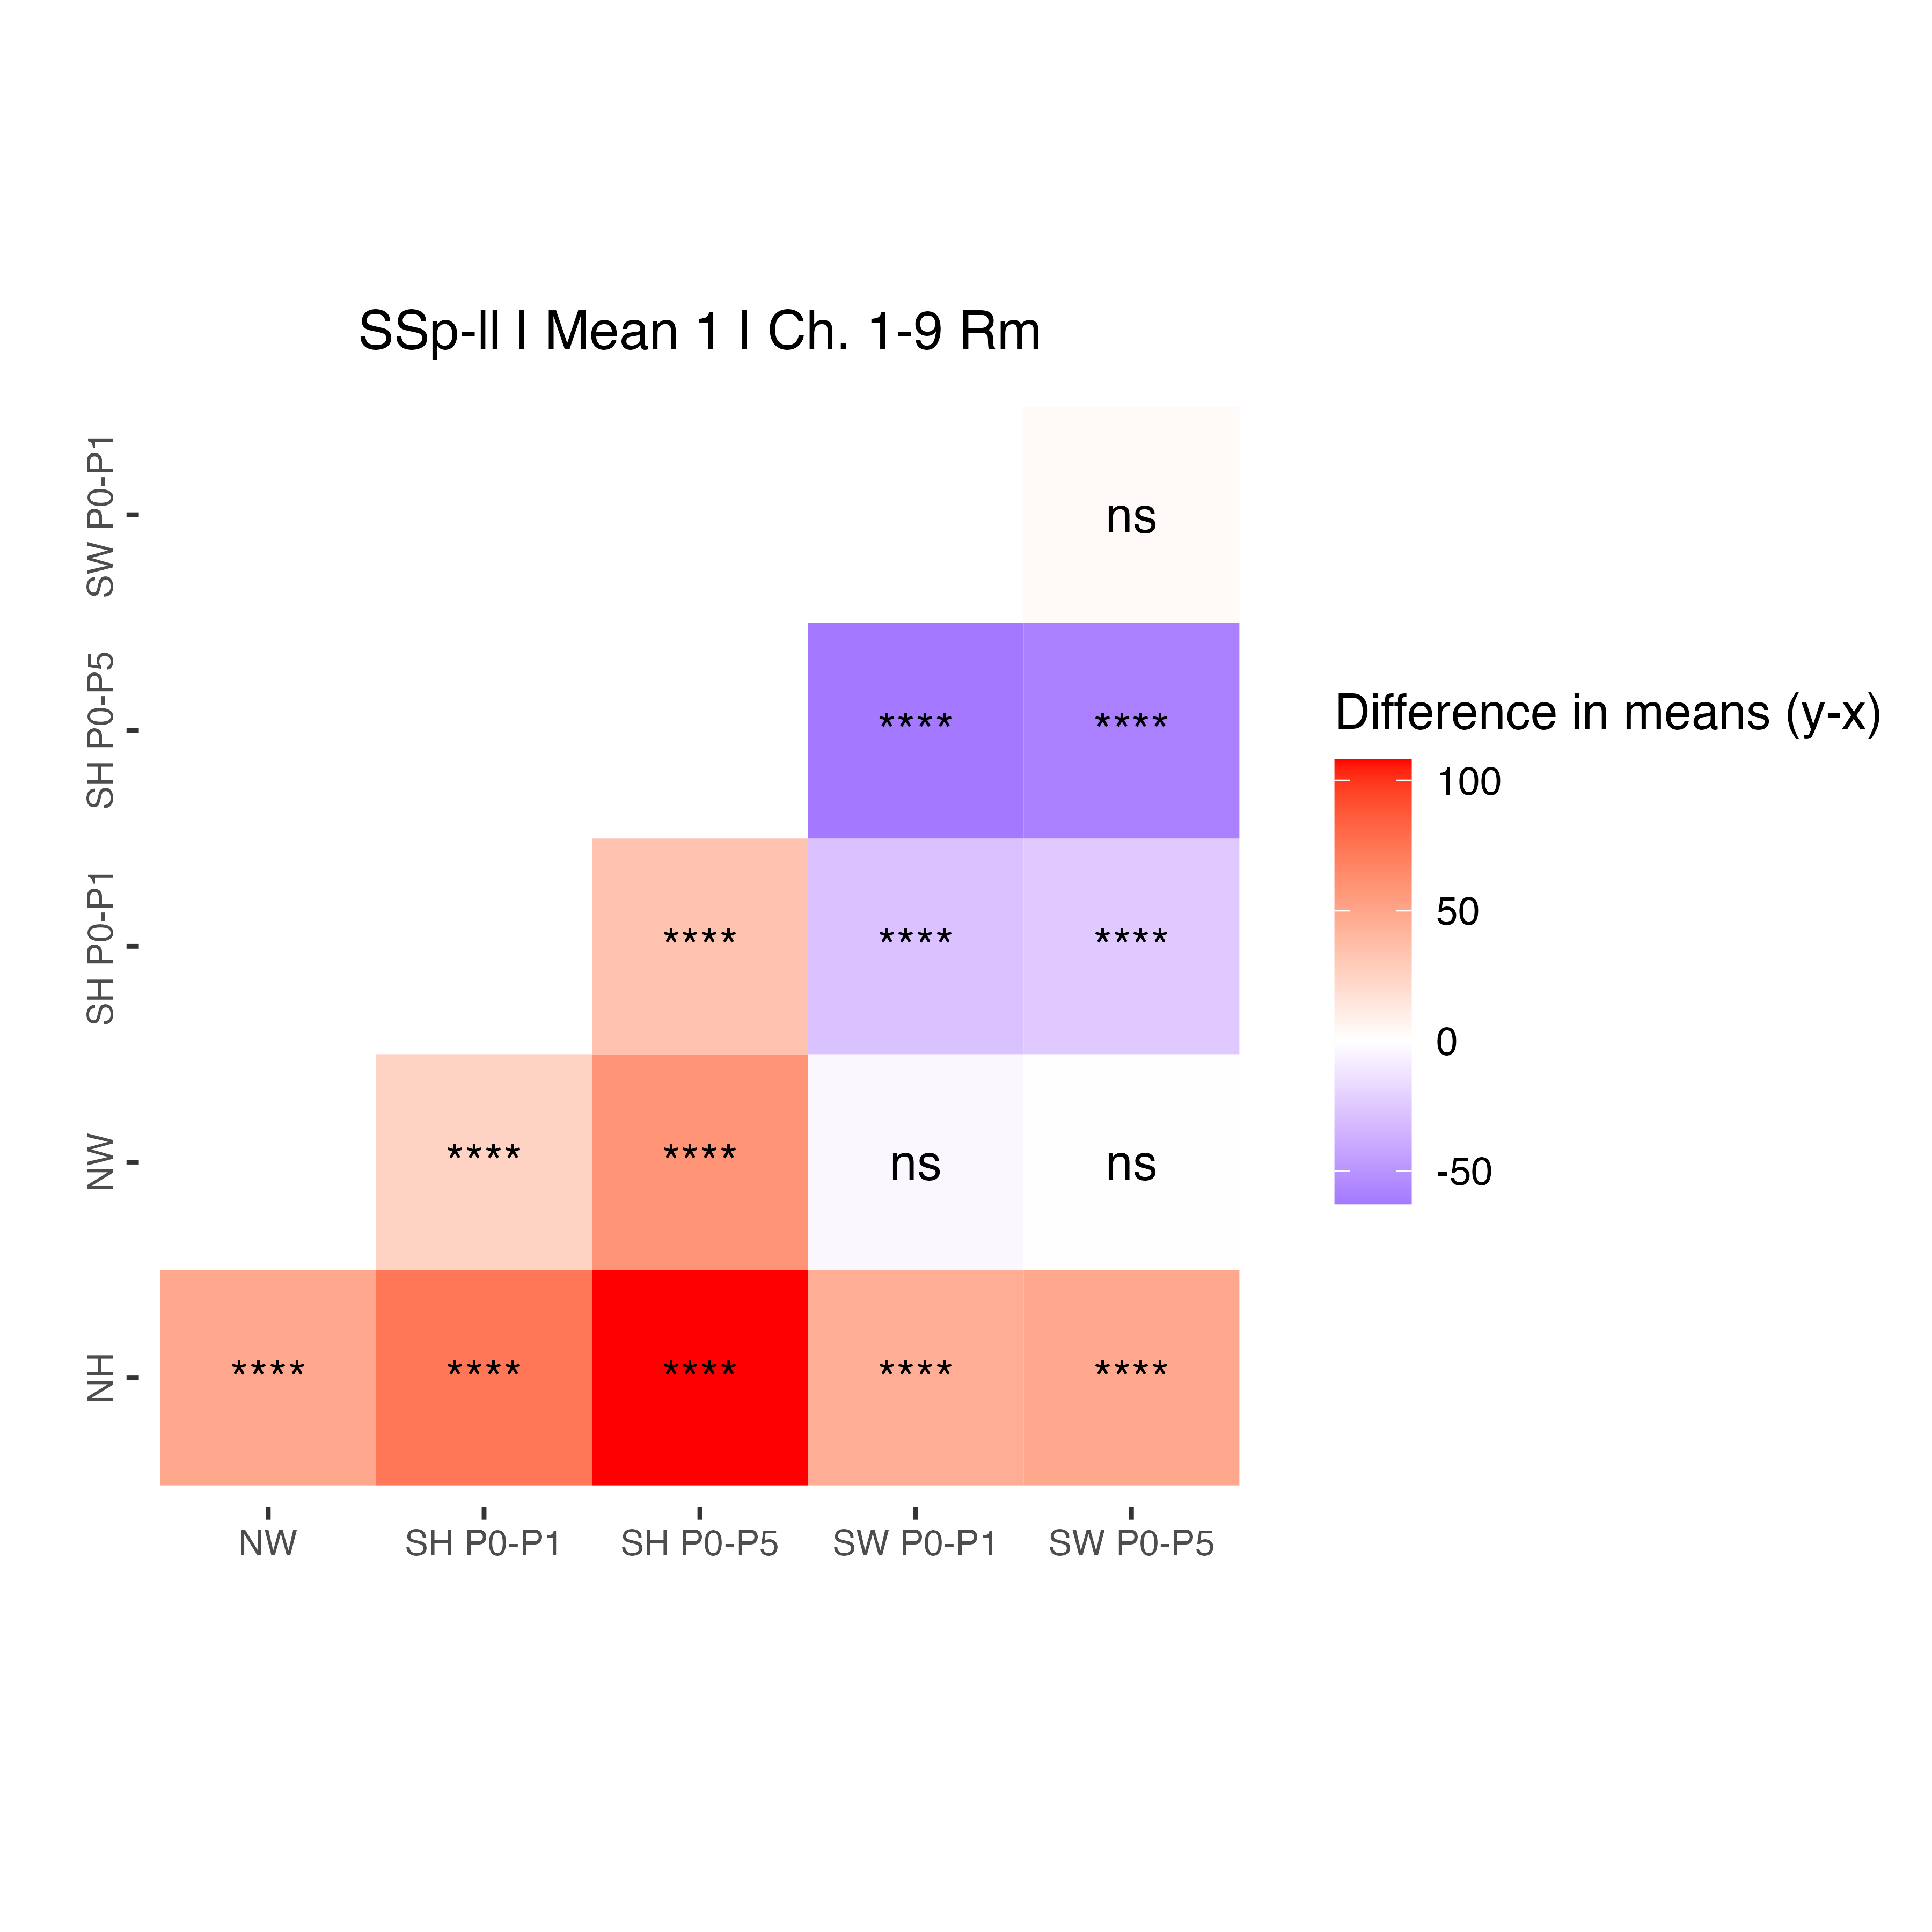 SSp-ll | Mean 1 | Ch. 1-9 Rm
SW P0-P1
ns
SH P0-P5
**** ****
SH P0-P1
**** **** ****
NW
**** **** ns ns
NH
**** **** **** **** ****
NW SH P0-P1 SH P0-P5 SW P0-P1 SW P0-P5
Difference in means (y-x)
100
50
0
-50